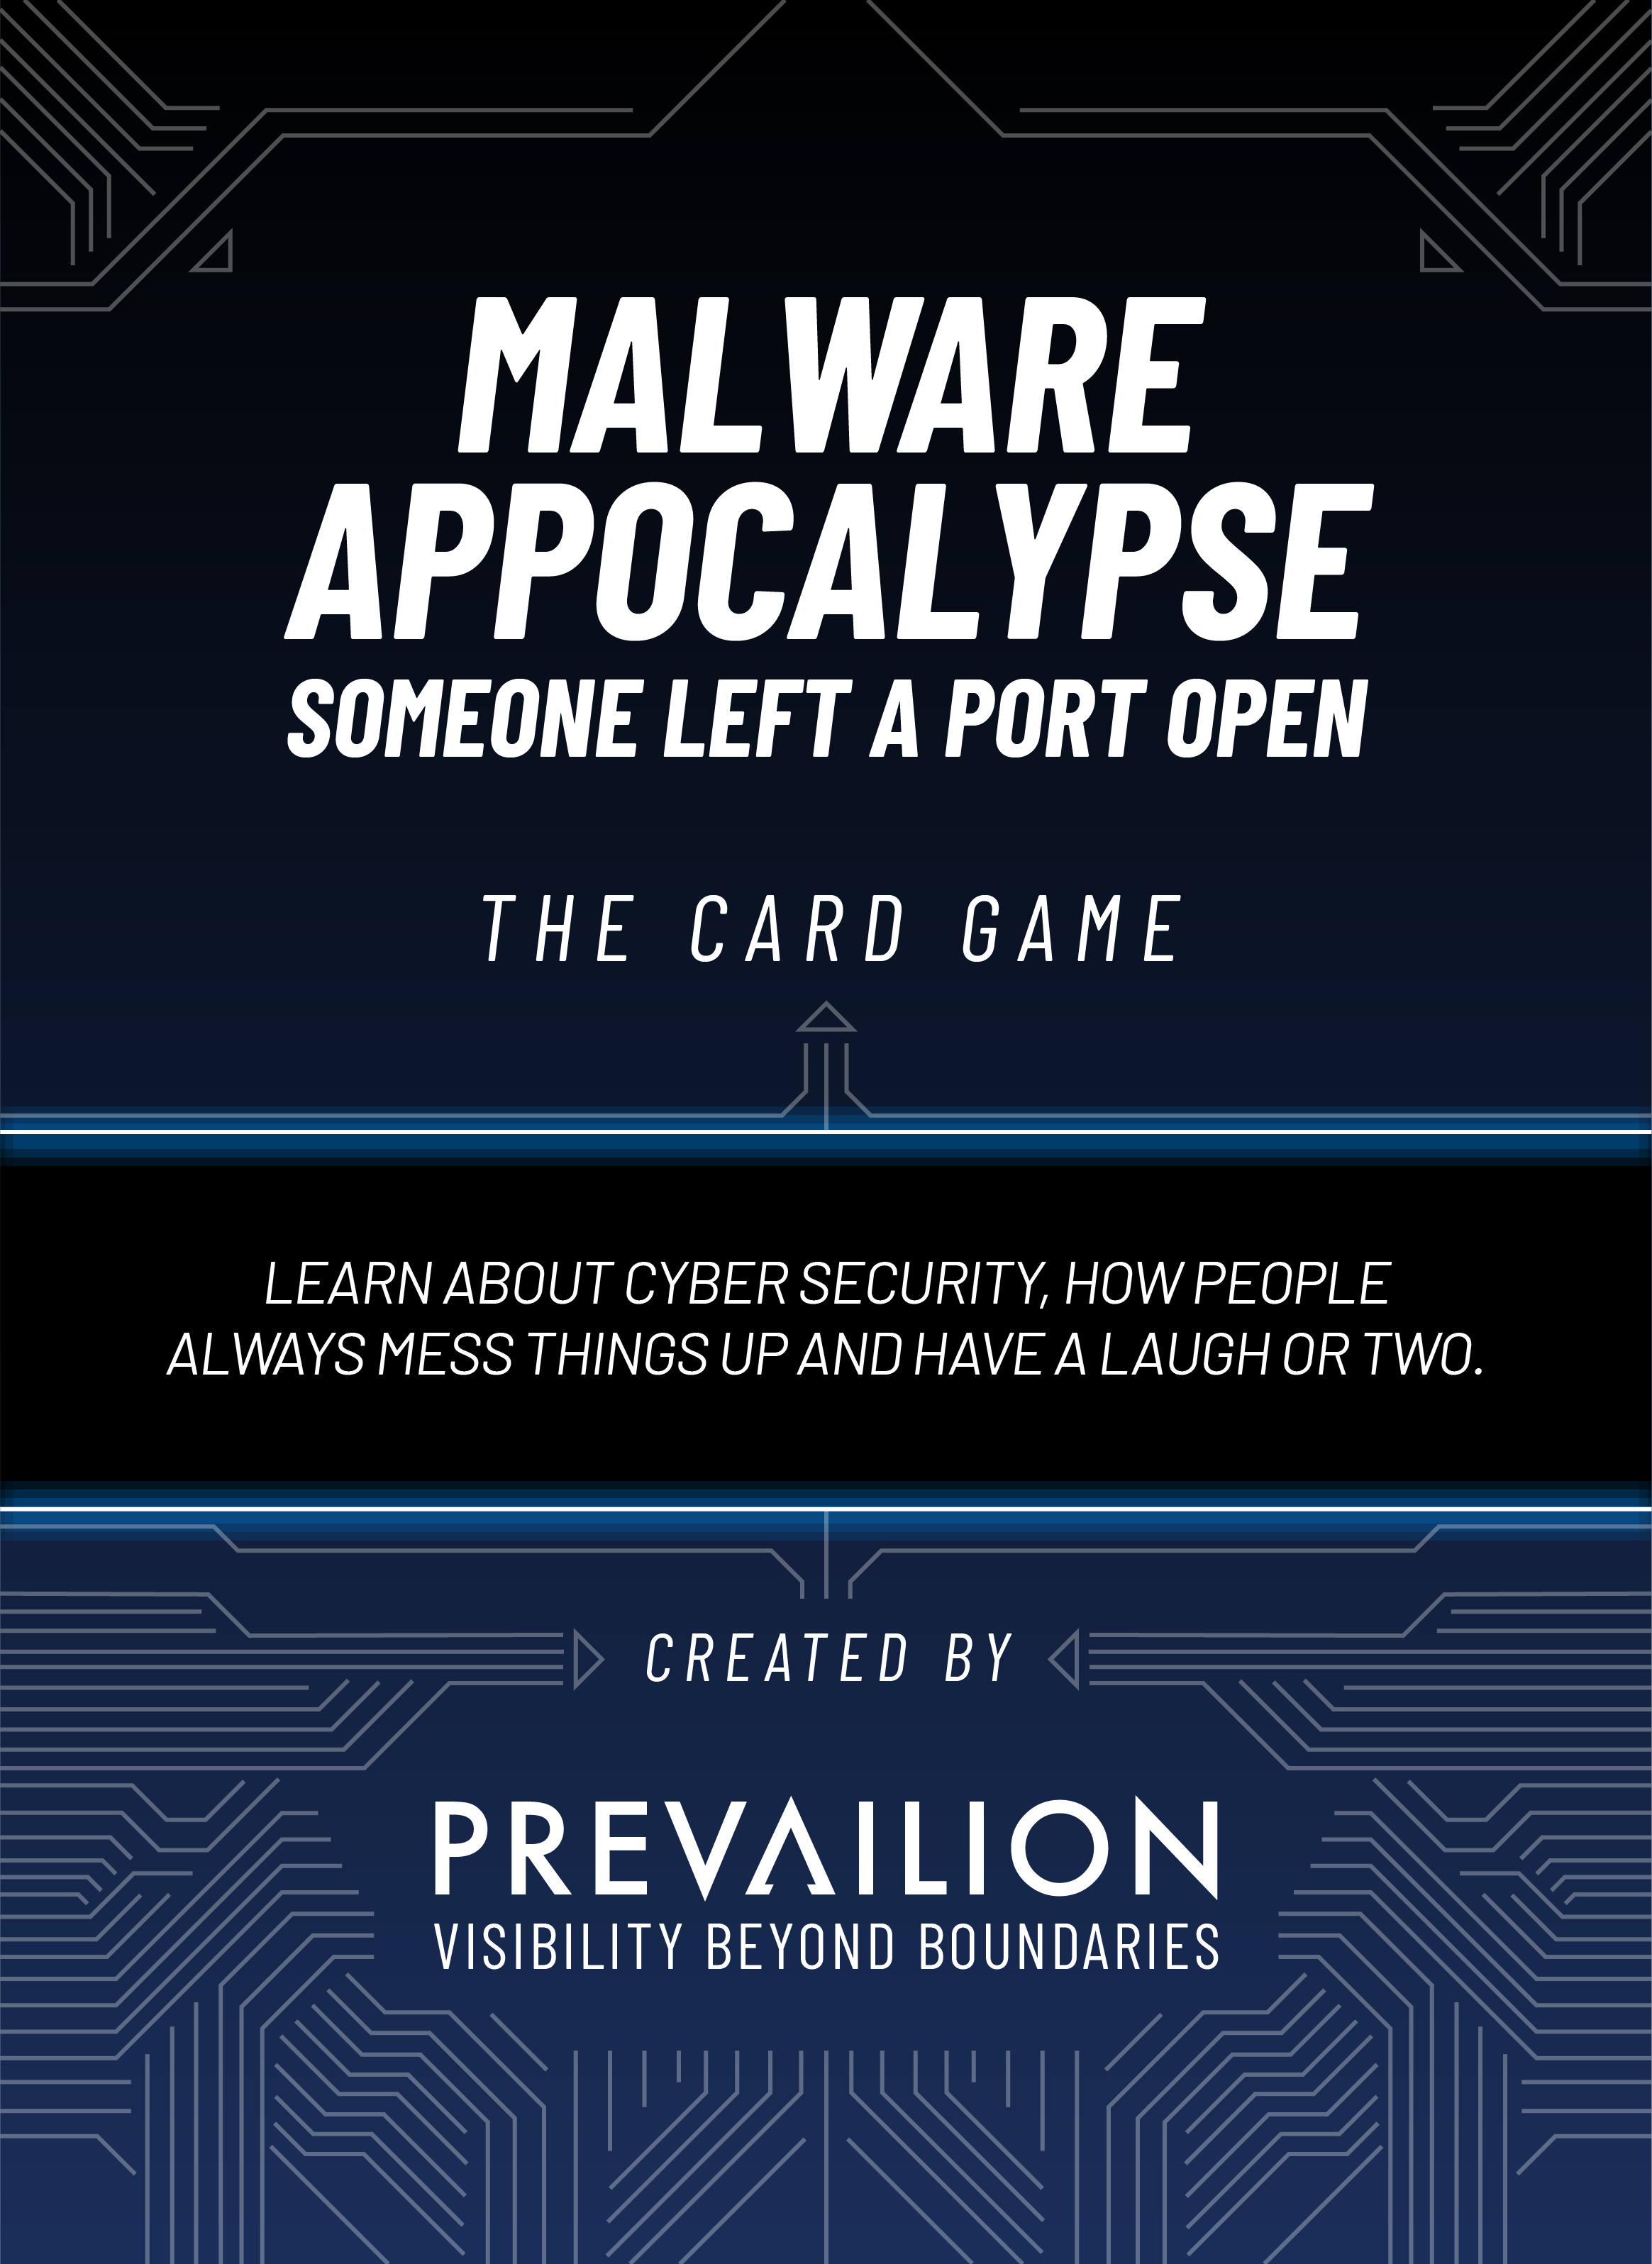 MALWARE
APPOCALYPSE
SOMEONE LEFT A PORT OPEN
THE CARD GAME
LEARN ABOUT CYBER SECURITY, HOW PEOPLE
ALWAYS MESS THINGS UP AND HAVE A LAUGH OR TWO.
CREATED BY
PREVAILION
VISIBILITY BEYOND BOUNDARIES